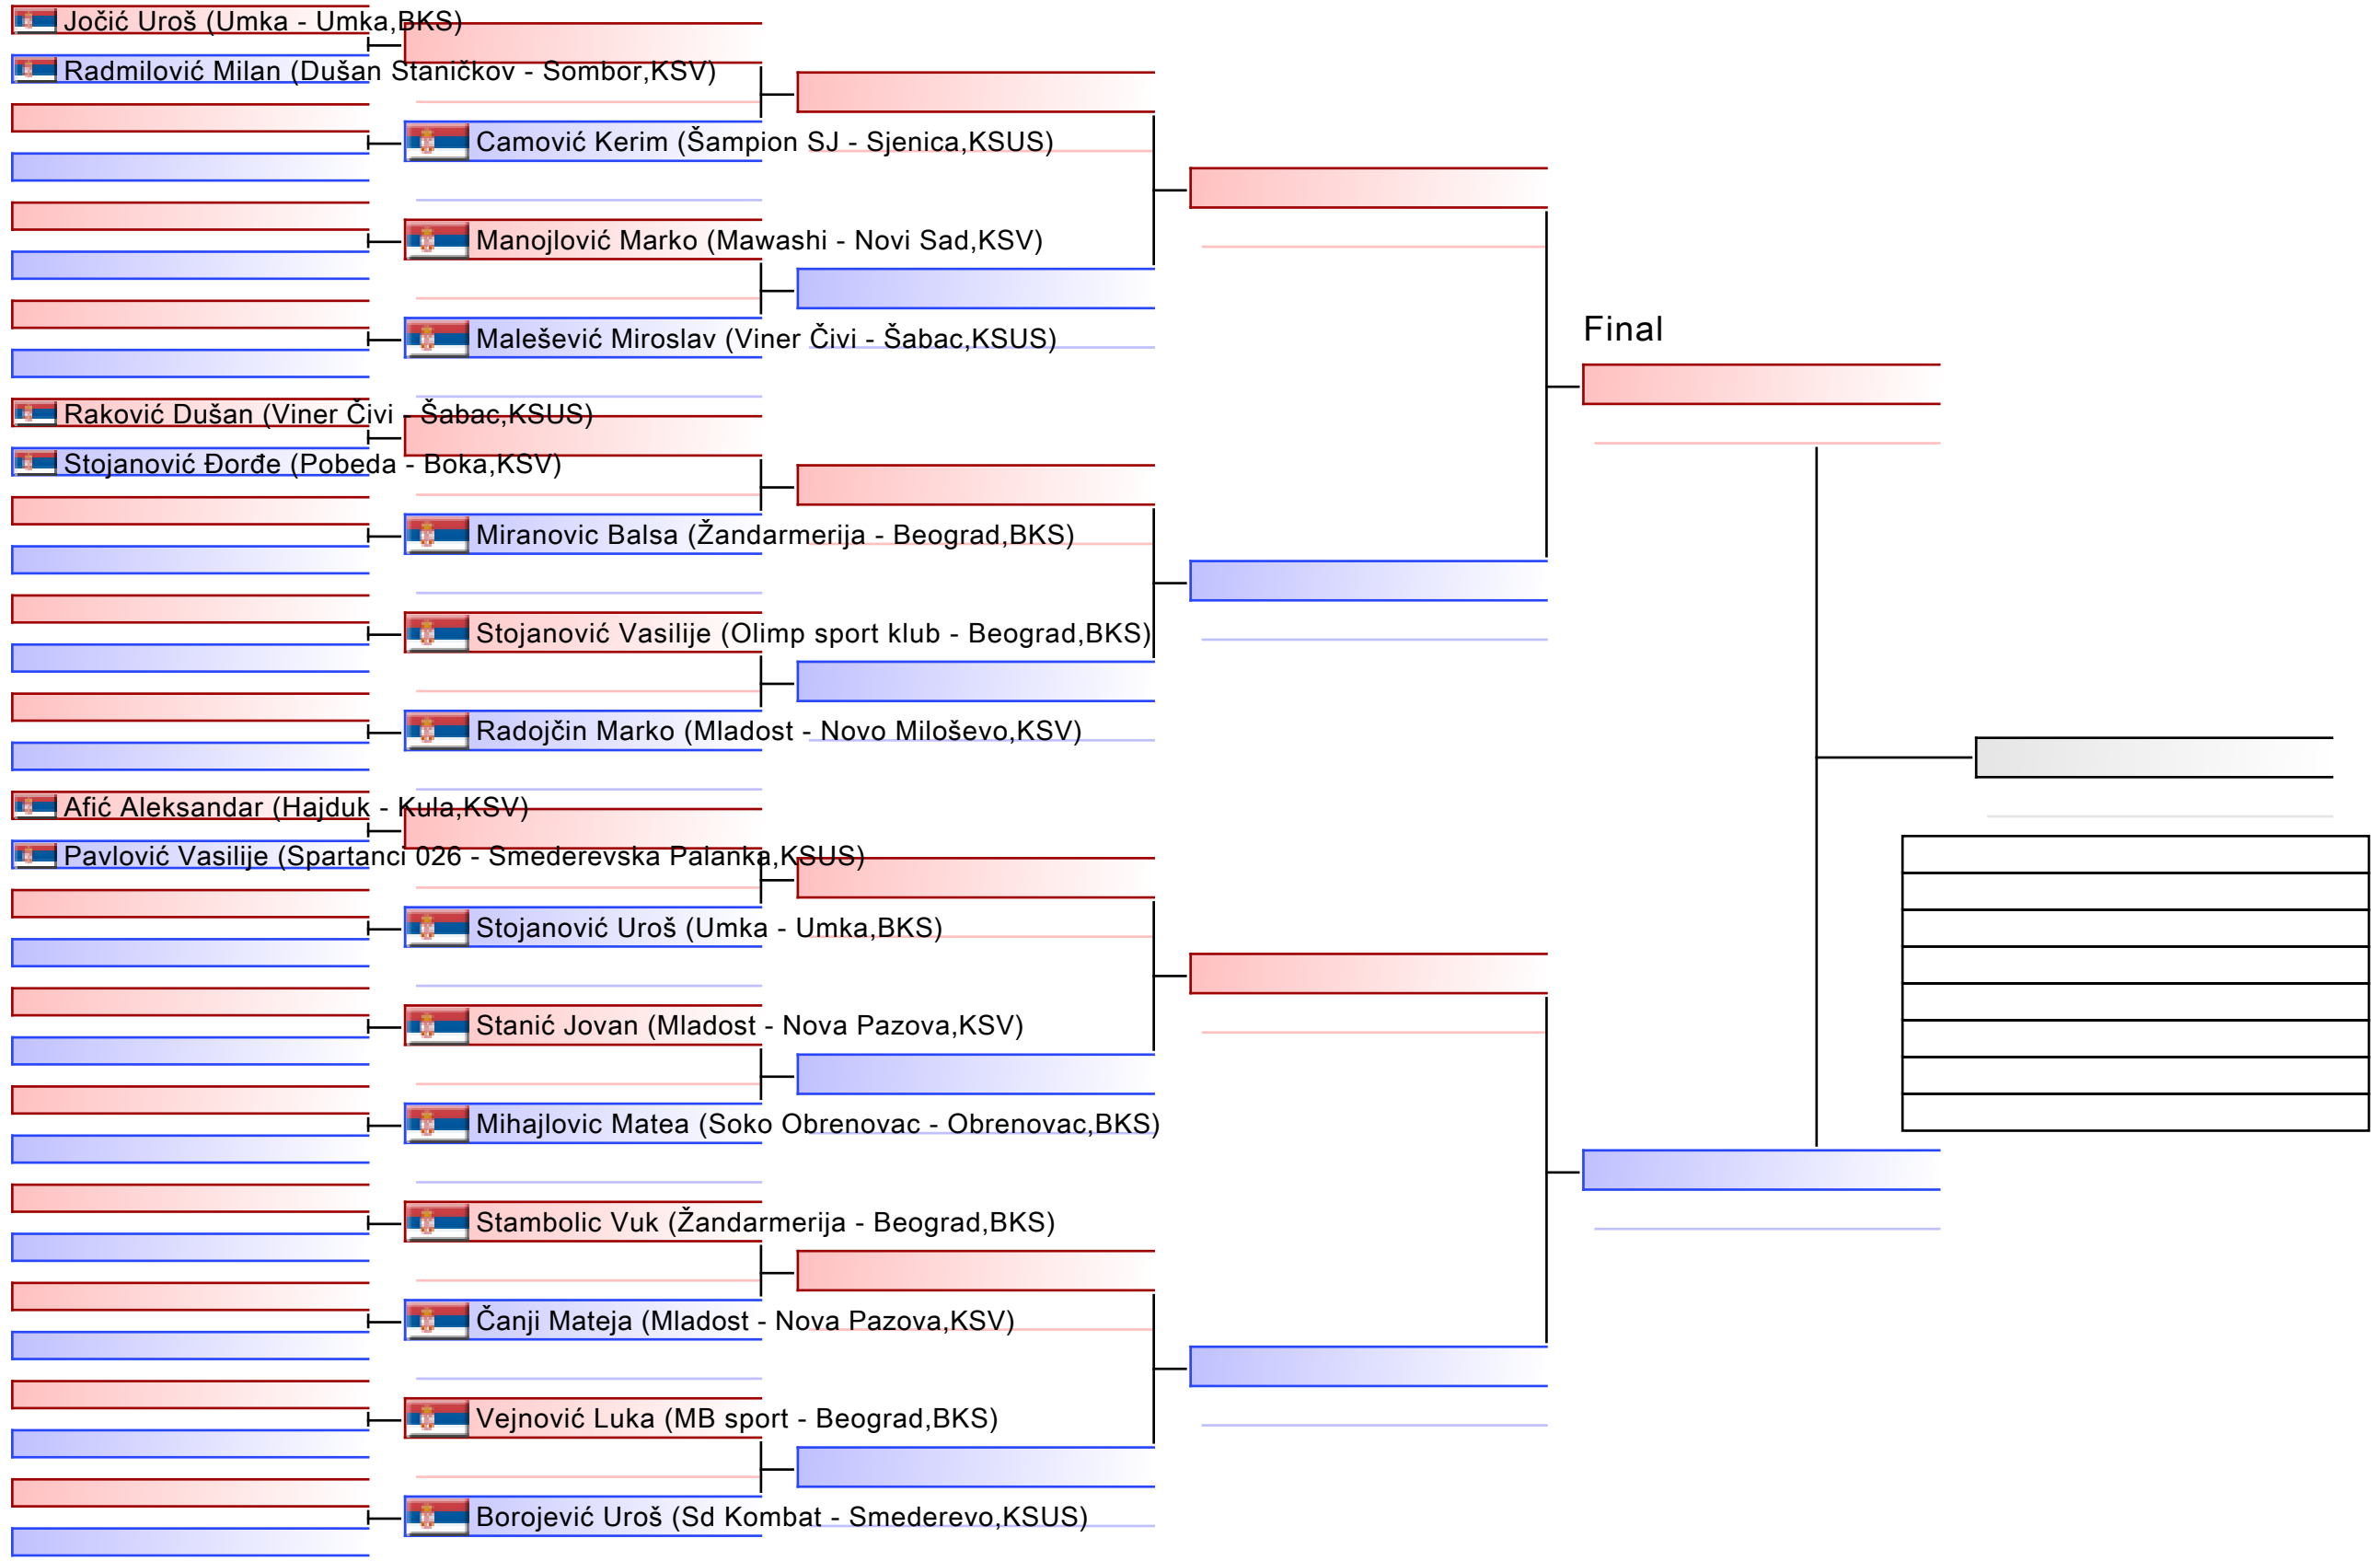 Jočić Uroš (Umka - Umka,BKS)
Radmilović Milan (Dušan Staničkov - Sombor,KSV)
Camović Kerim (Šampion SJ - Sjenica,KSUS)
Manojlović Marko (Mawashi - Novi Sad,KSV)
Malešević Miroslav (Viner Čivi - Šabac,KSUS)
Raković Dušan (Viner Čivi - Šabac,KSUS)
Stojanović Đorđe (Pobeda - Boka,KSV)
Miranovic Balsa (Žandarmerija - Beograd,BKS)
Stojanović Vasilije (Olimp sport klub - Beograd,BKS)
Radojčin Marko (Mladost - Novo Miloševo,KSV)
Afić Aleksandar (Hajduk - Kula,KSV)
Pavlović Vasilije (Spartanci 026 - Smederevska Palanka,KSUS)
Stojanović Uroš (Umka - Umka,BKS)
Stanić Jovan (Mladost - Nova Pazova,KSV)
Mihajlovic Matea (Soko Obrenovac - Obrenovac,BKS)
Stambolic Vuk (Žandarmerija - Beograd,BKS)
Čanji Mateja (Mladost - Nova Pazova,KSV)
Vejnović Luka (MB sport - Beograd,BKS)
Borojević Uroš (Sd Kombat - Smederevo,KSUS)
Final